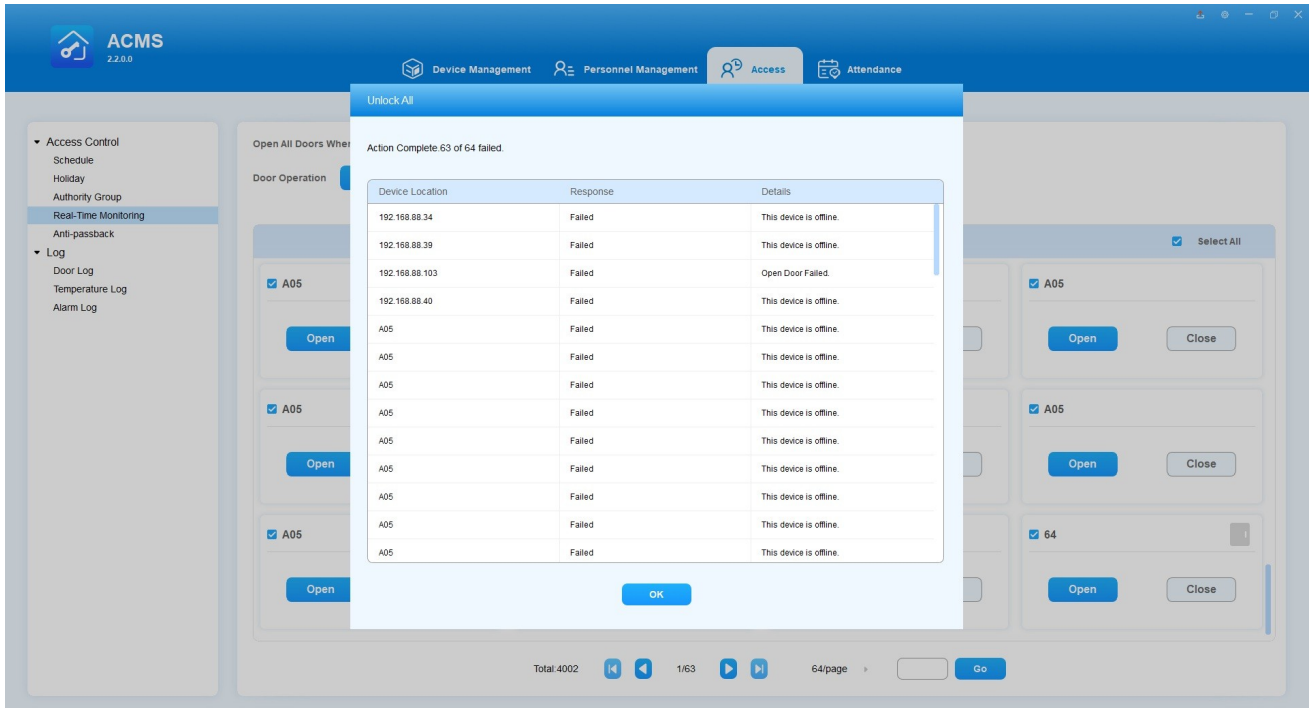 ACMS
2.2.0.0
Device Management
Personnel Management
Access
Attendance
Unlock All
Access Control
Schedule
Holiday
Authority Group
Real-Time Monitoring
Anti-passback
Log
Door Log
Temperature Log
Alarm Log
Open All Doors Wher
Door Operation
Action Complete.63 of 64 failed.
Device Location Response Details
192.168.88.34 Failed This device is offline.
192.168.88.39 Failed This device is offline.
192.168.88.103 Failed Open Door Failed.
192.168.88.40 Failed This device is offline.
A05 Failed This device is offline.
A05 Failed This device is offline.
A05 Failed This device is offline.
A05 Failed This device is offline.
A05 Failed This device is offline.
A05 Failed This device is offline.
A05 Failed This device is offline.
A05 Failed This device is offline.
A05 Failed This device is offline.
OK
Select All
A05 A05
Open Open Close
A05 A05
Open Open Close
A05 64
Open Open Close
Total:4002 1/63 64/page Go